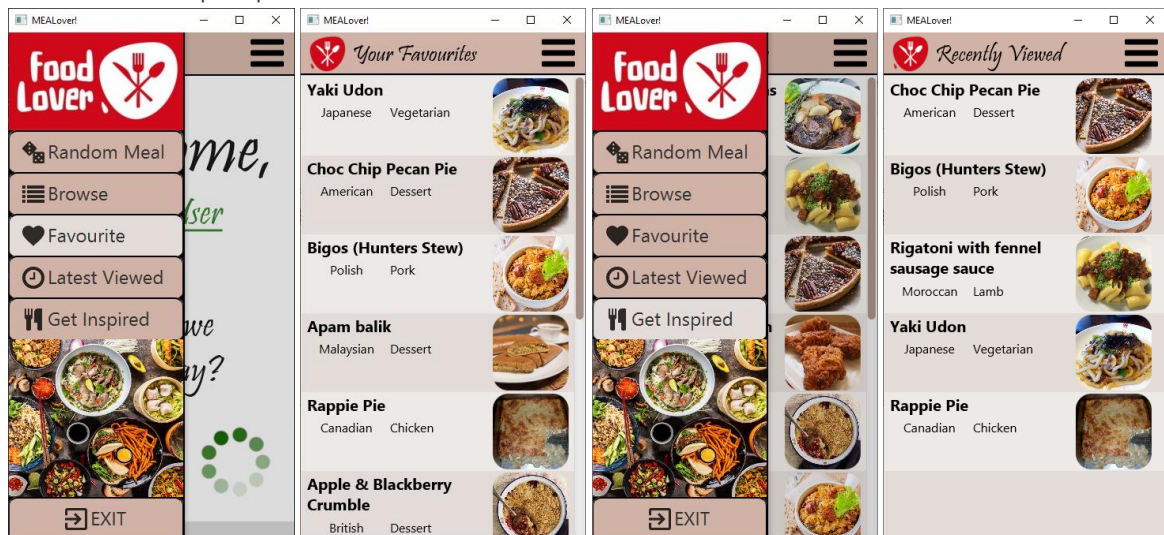 MEALover!
Food
Lover
Random Meal
Browse
Favourite
Latest Viewed
Get Inspired
EXIT
MEALover!
Your Favourites
Yaki Udon
Japanese Vegetarian
Choc Chip Pecan Pie
American Dessert
Bigos (Hunters Stew)
Polish Pork
Apam balik
Malaysian Dessert
Rappie Pie
Canadian Chicken
Apple & Blackberry
Crumble
British Dessert
MEALover!
Food
Lover
Random Meal
Browse
Favourite
Latest Viewed
Get Inspired
EXIT
MEALover!
Recently Viewed
Choc Chip Pecan Pie
American Dessert
Bigos (Hunters Stew)
Polish Pork
Rigatoni with fennel
sausage sauce
Moroccan Lamb
Yaki Udon
Japanese Vegetarian
Rappie Pie
Canadian Chicken